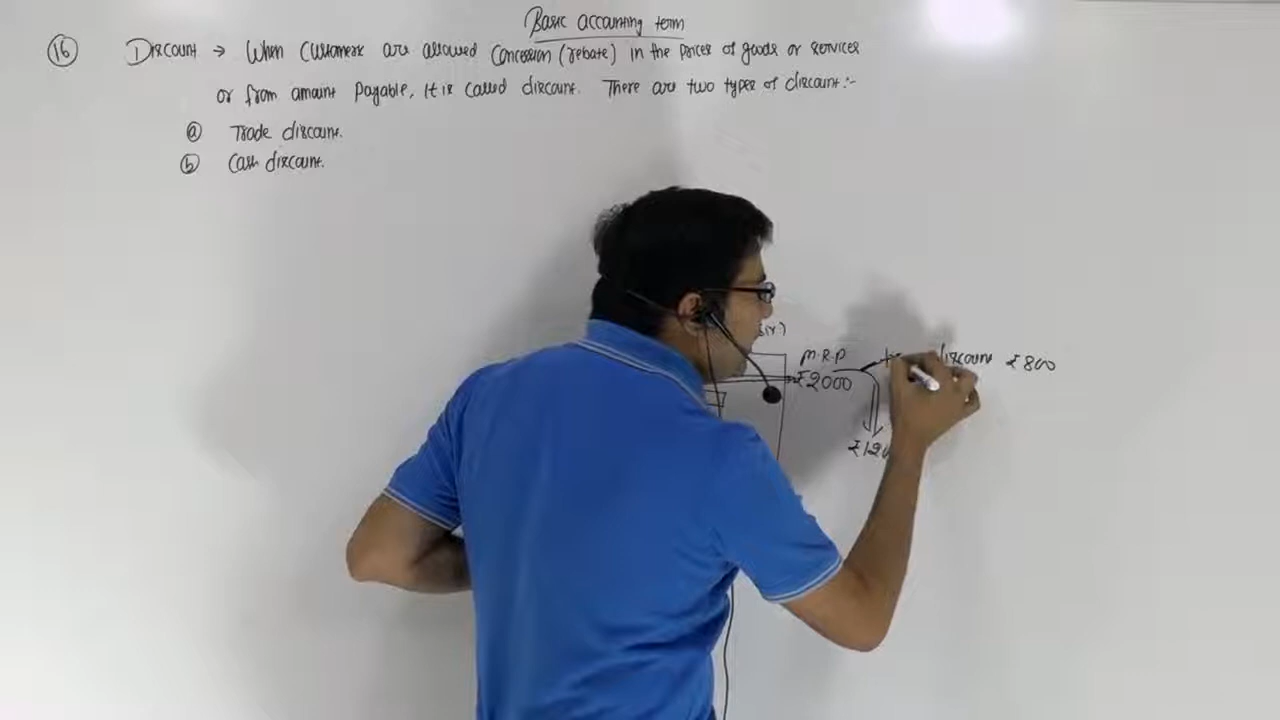 Basic accounting term
16 Discount → When customers are allowed concession (rebate) in the prices of goods or services
or from amount payable, it is called discount. There are two types of discount:-
a Trade discount.
b Cash discount.
M.R.P discount ₹800
₹2000